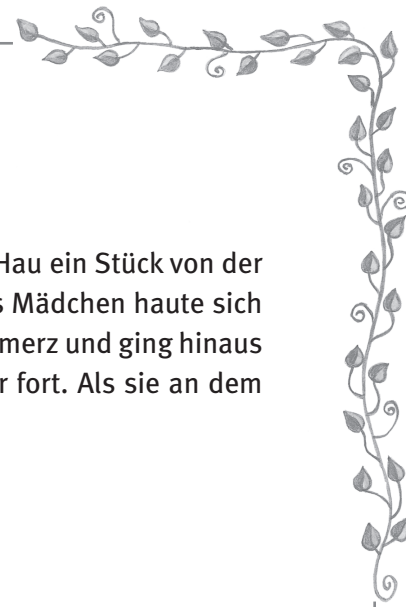 Hau ein Stück von der
Mädchen haute sich
merz und ging hinaus
fort. Als sie an dem